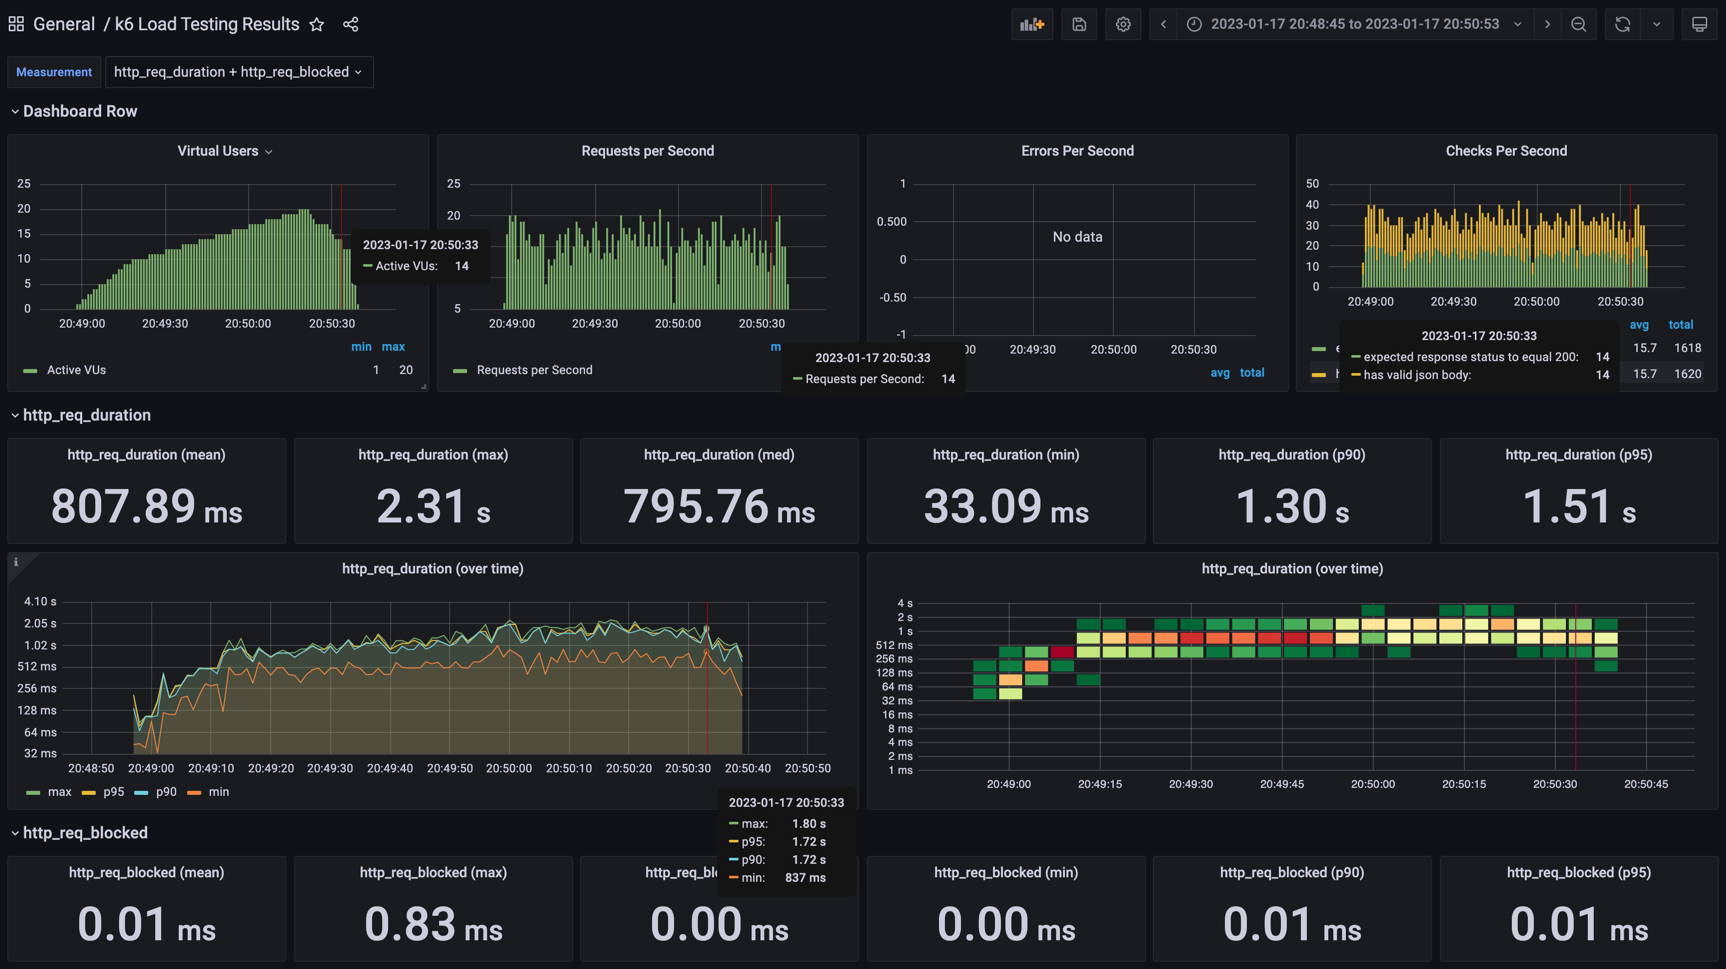 General / k6 Load Testing Results
2023-01-17 20:48:45 to 2023-01-17 20:50:53
Measurement
http_req_duration + http_req_blocked
Dashboard Row
Virtual Users
25
20
15
10
5
0
20:49:00 20:49:30 20:50:00 20:50:30
min max
Active VUs 1 20
2023-01-17 20:50:33
Active VUs: 14
Requests per Second
25
20
5
20:49:00 20:49:30 20:50:00 20:50:30
Requests per Second
2023-01-17 20:50:33
Requests per Second: 14
Errors Per Second
1
0.500
0
-0.50
-1
No data
00 20:49:30 20:50:00 20:50:30
avg total
Checks Per Second
50
40
30
20
10
0
20:49:00 20:49:30 20:50:00 20:50:30
avg total
15.7 1618
15.7 1620
2023-01-17 20:50:33
expected response status to equal 200: 14
has valid json body: 14
http_req_duration
http_req_duration (mean)
807.89 ms
http_req_duration (max)
2.31 s
http_req_duration (med)
795.76 ms
http_req_duration (min)
33.09 ms
http_req_duration (p90)
1.30 s
http_req_duration (p95)
1.51 s
http_req_duration (over time)
4.10 s
2.05 s
1.02 s
512 ms
256 ms
128 ms
64 ms
32 ms
20:48:50 20:49:00 20:49:10 20:49:20 20:49:30 20:49:40 20:49:50 20:50:00 20:50:10 20:50:20 20:50:30 20:50:40 20:50:50
max p95 p90 min
2023-01-17 20:50:33
max: 1.80 s
p95: 1.72 s
p90: 1.72 s
min: 837 ms
http_req_duration (over time)
4 s
2 s
1 s
512 ms
256 ms
128 ms
64 ms
32 ms
16 ms
8 ms
4 ms
2 ms
1 ms
20:49:00 20:49:15 20:49:30 20:49:45 20:50:00 20:50:15 20:50:30 20:50:45
http_req_blocked
http_req_blocked (mean)
0.01 ms
http_req_blocked (max)
0.83 ms
http_req_bl
0.00 ms
http_req_blocked (min)
0.00 ms
http_req_blocked (p90)
0.01 ms
http_req_blocked (p95)
0.01 ms